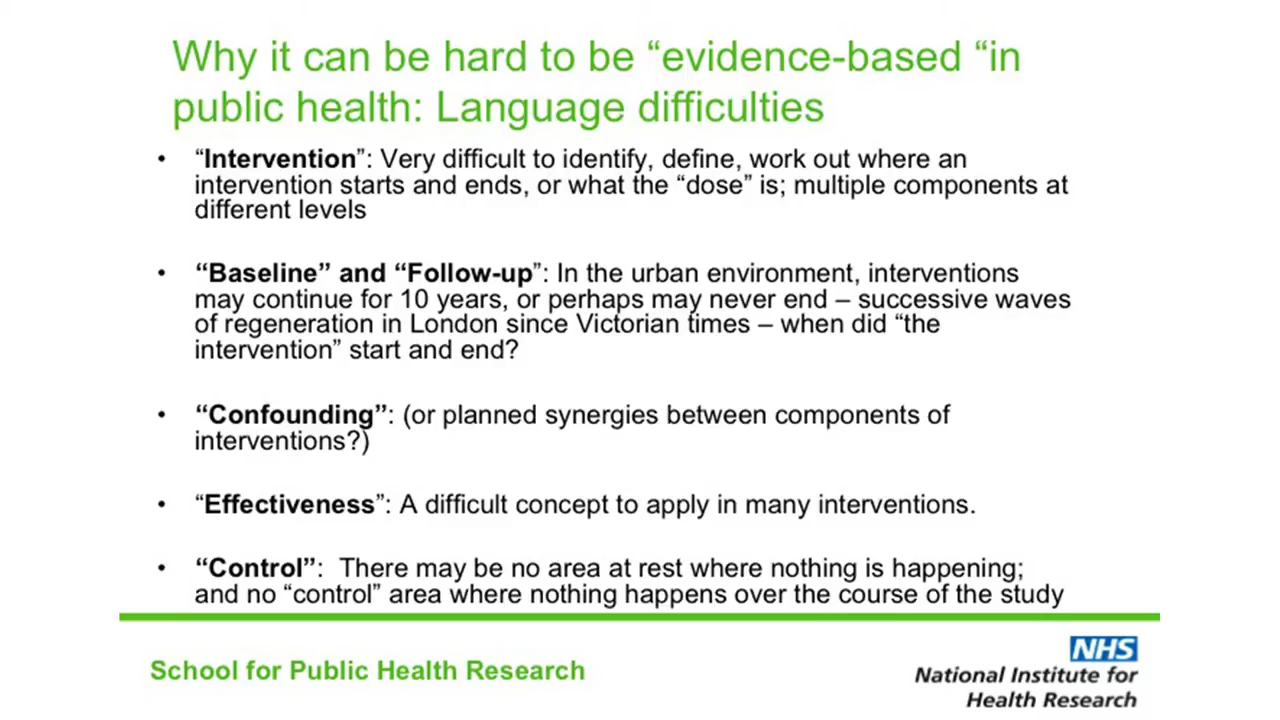 Why it can be hard to be “evidence-based “in
public health: Language difficulties
• “Intervention”: Very difficult to identify, define, work out where an
intervention starts and ends, or what the “dose” is; multiple components at
different levels
• “Baseline” and “Follow-up”: In the urban environment, interventions
may continue for 10 years, or perhaps may never end – successive waves
of regeneration in London since Victorian times – when did “the
intervention” start and end?
• “Confounding”: (or planned synergies between components of
interventions?)
• “Effectiveness”: A difficult concept to apply in many interventions.
• “Control”:  There may be no area at rest where nothing is happening;
and no “control” area where nothing happens over the course of the study
School for Public Health Research
NHS
National Institute for
Health Research